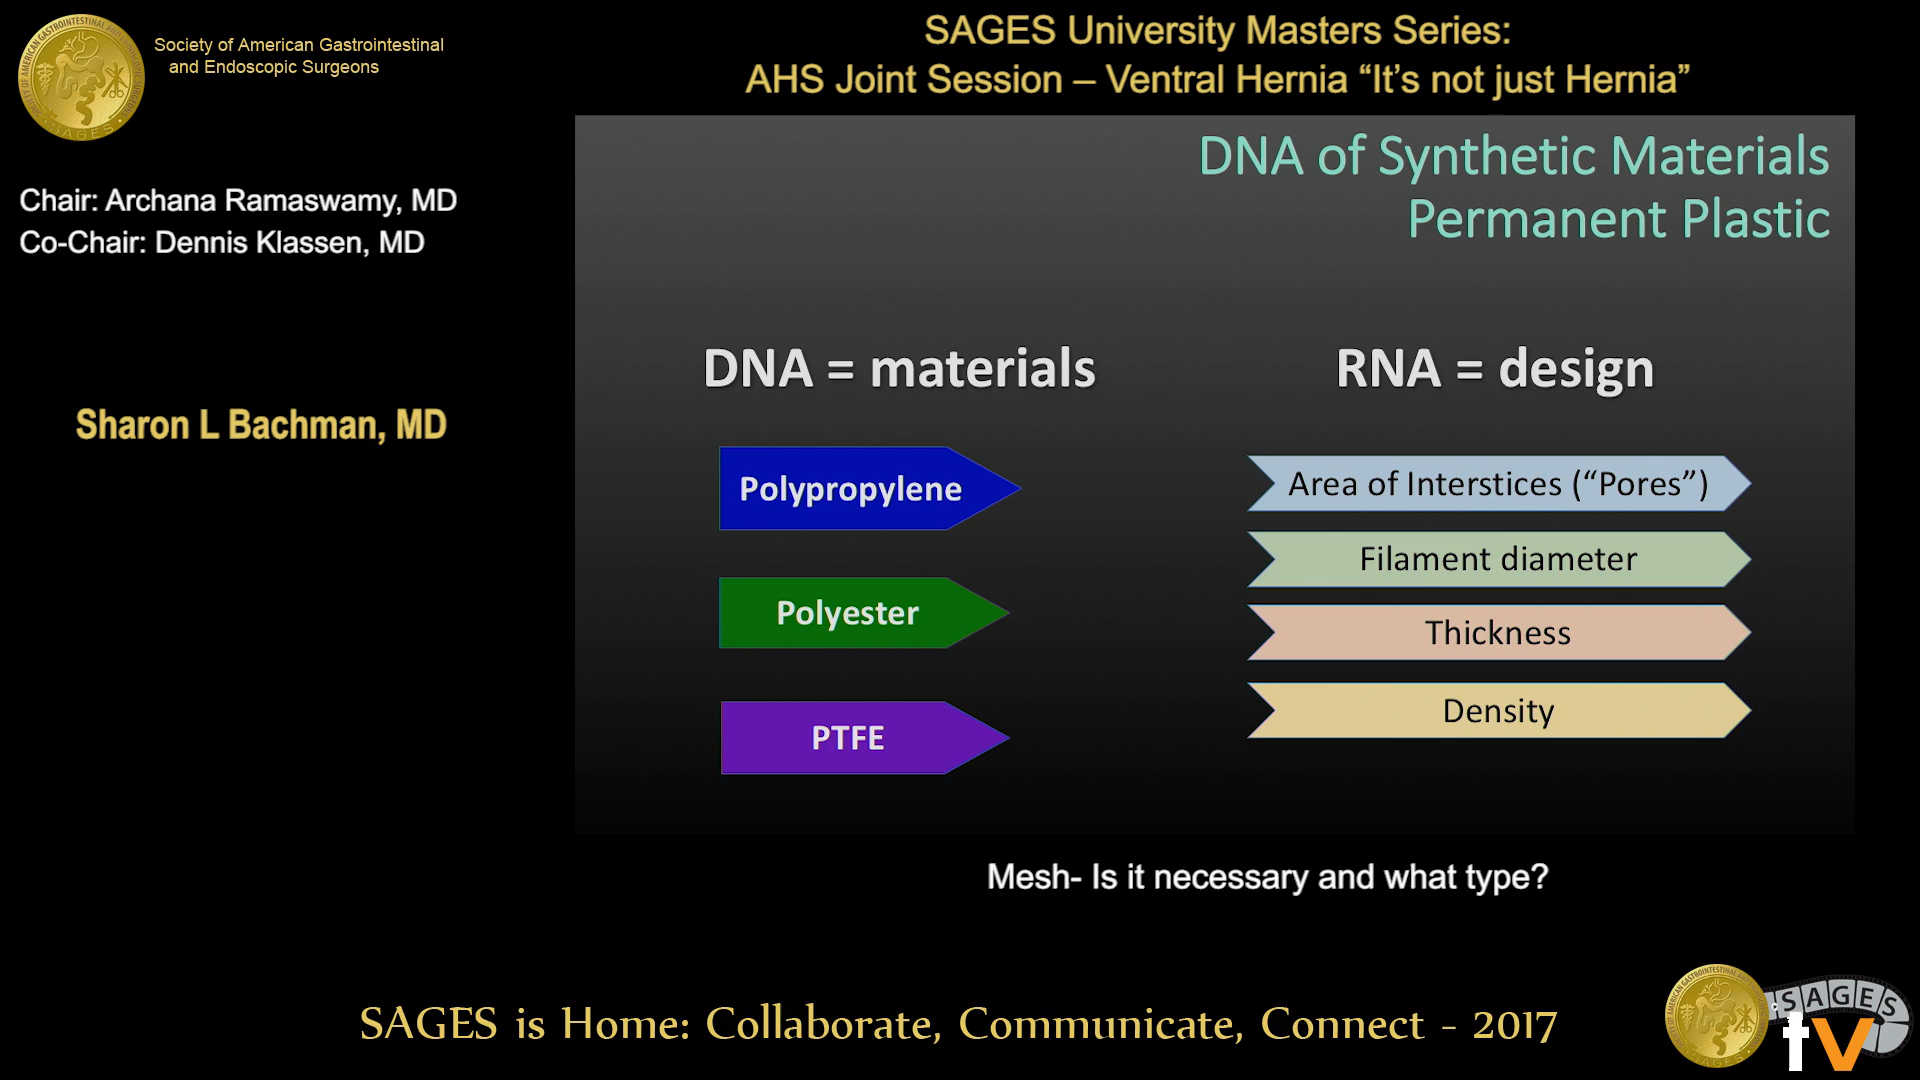 Society of American Gastrointestinal
and Endoscopic Surgeons
SAGES University Masters Series:
AHS Joint Session – Ventral Hernia “It’s not just Hernia”
Chair: Archana Ramaswamy, MD
Co-Chair: Dennis Klassen, MD
Sharon L Bachman, MD
DNA of Synthetic Materials
Permanent Plastic
DNA = materials
Polypropylene
Polyester
PTFE
RNA = design
Area of Interstices (“Pores”)
Filament diameter
Thickness
Density
Mesh- Is it necessary and what type?
SAGES is Home: Collaborate, Communicate, Connect - 2017
SAGES
tv